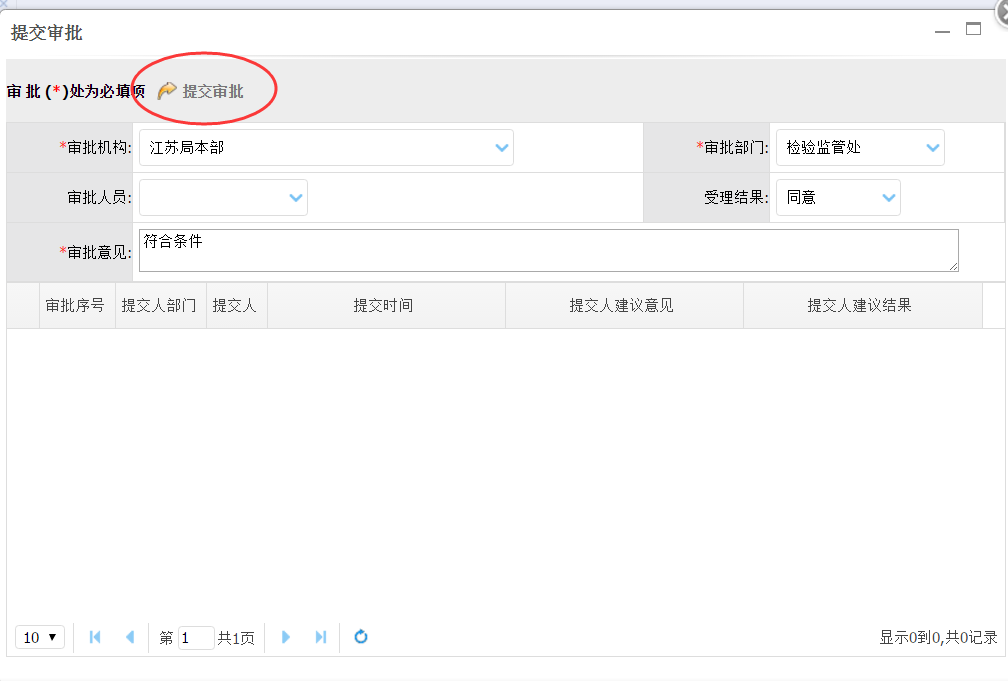 提交审批
审 批 (*)处为必填项 提交审批
*审批机构: 江苏局本部 *审批部门: 检验监管处
审批人员: 受理结果: 同意
*审批意见: 符合条件
审批序号 提交人部门 提交人 提交时间 提交人建议意见 提交人建议结果
10 第 1 共1页 显示0到0,共0记录